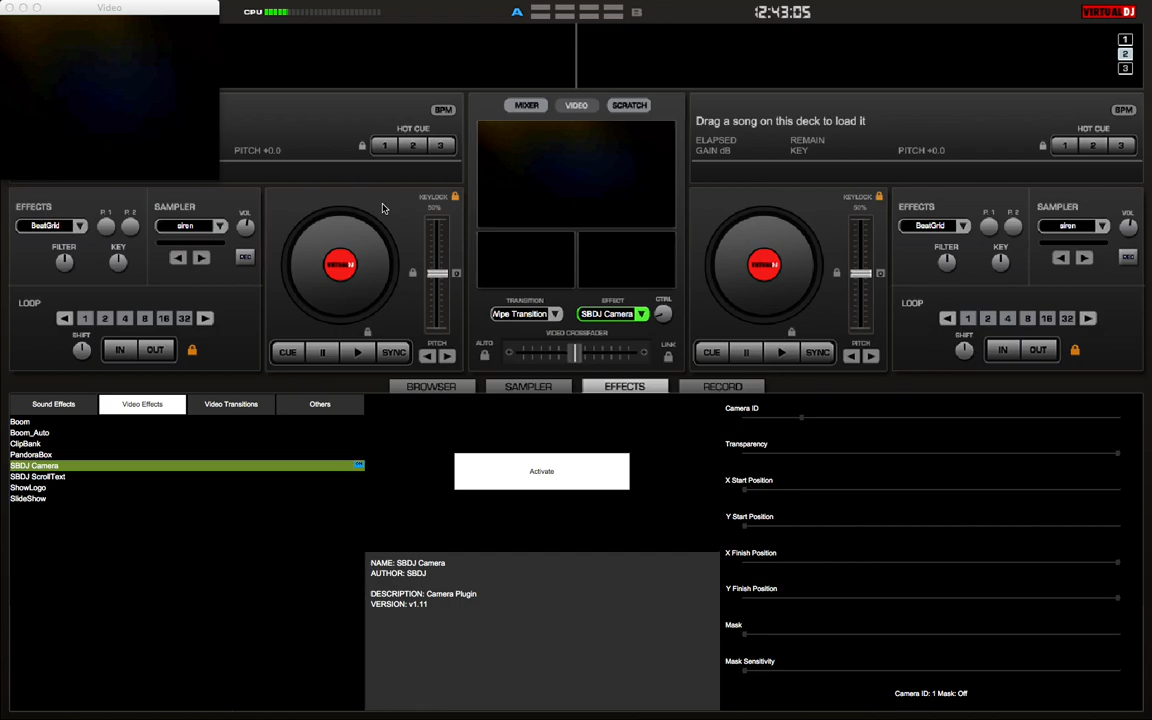 Video
CPU
A
B
12:43:05
VIRTUALDJ
1
2
3
BPM
HOT CUE
PITCH +0.0
1 2 3
MIXER VIDEO SCRATCH
Drag a song on this deck to load it
ELAPSED REMAIN
GAIN dB KEY
PITCH +0.0
BPM
HOT CUE
1 2 3
EFFECTS
BeatGrid
P. 1 P. 2
FILTER KEY
SAMPLER
siren
VOL
REC
LOOP
1 2 4 8 16 32
SHIFT
IN OUT
KEYLOCK
50%
CUE
SYNC
PITCH
TRANSITION EFFECT CTRL
Wipe Transition SBDJ Camera
VIDEO CROSSFADER
AUTO LINK
KEYLOCK
50%
CUE
SYNC
PITCH
EFFECTS
BeatGrid
P. 1 P. 2
FILTER KEY
SAMPLER
siren
VOL
REC
LOOP
1 2 4 8 16 32
SHIFT
IN OUT
BROWSER SAMPLER EFFECTS RECORD
Sound Effects Video Effects Video Transitions Others
Boom
Boom_Auto
ClipBank
PandoraBox
SBDJ Camera
SBDJ ScrollText
ShowLogo
SlideShow
Activate
NAME: SBDJ Camera
AUTHOR: SBDJ
DESCRIPTION: Camera Plugin
VERSION: v1.11
Camera ID
Transparency
X Start Position
Y Start Position
X Finish Position
Y Finish Position
Mask
Mask Sensitivity
Camera ID: 1 Mask: Off